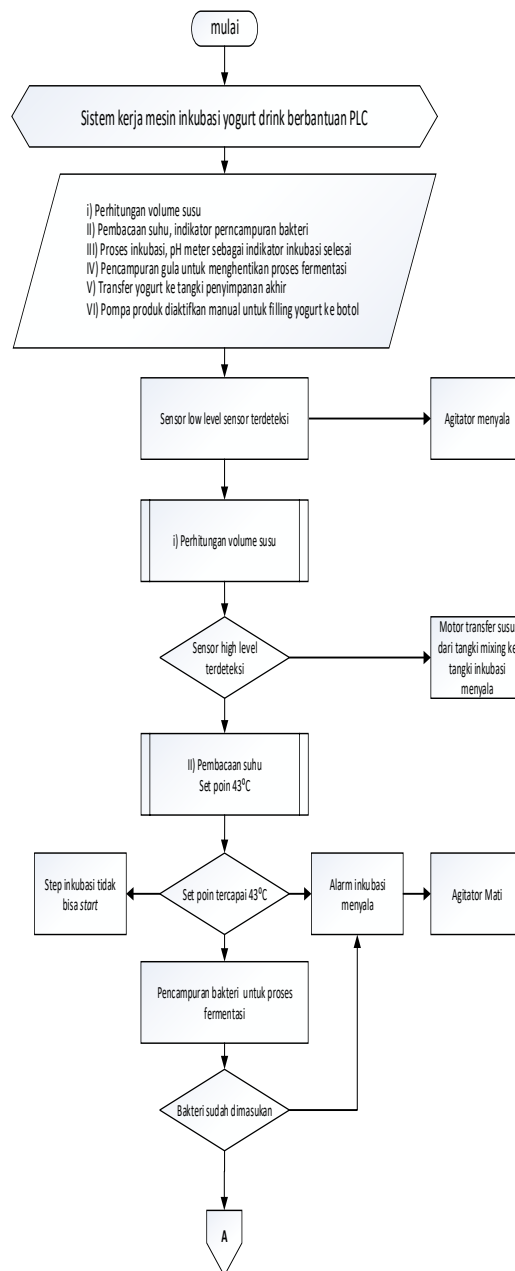 mulai
Sistem kerja mesin inkubasi yogurt drink berbantuan PLC
i) Perhitungan volume susu
II) Pembacaan suhu, indikator perncampuran bakteri
III) Proses inkubasi, pH meter sebagai indikator inkubasi selesai
IV) Pencampuran gula untuk menghentikan proses fermentasi
V) Transfer yogurt ke tangki penyimpanan akhir
VI) Pompa produk diaktifkan manual untuk filling yogurt ke botol
Sensor low level sensor terdeteksi
Agitator menyala
i) Perhitungan volume susu
Sensor high level
terdeteksi
Motor transfer susu
dari tangki mixing ke
tangki inkubasi
menyala
II) Pembacaan suhu
Set poin 43⁰C
Step inkubasi tidak
bisa start
Set poin tercapai 43⁰C
Alarm inkubasi
menyala
Agitator Mati
Pencampuran bakteri untuk proses
fermentasi
Bakteri sudah dimasukan
A